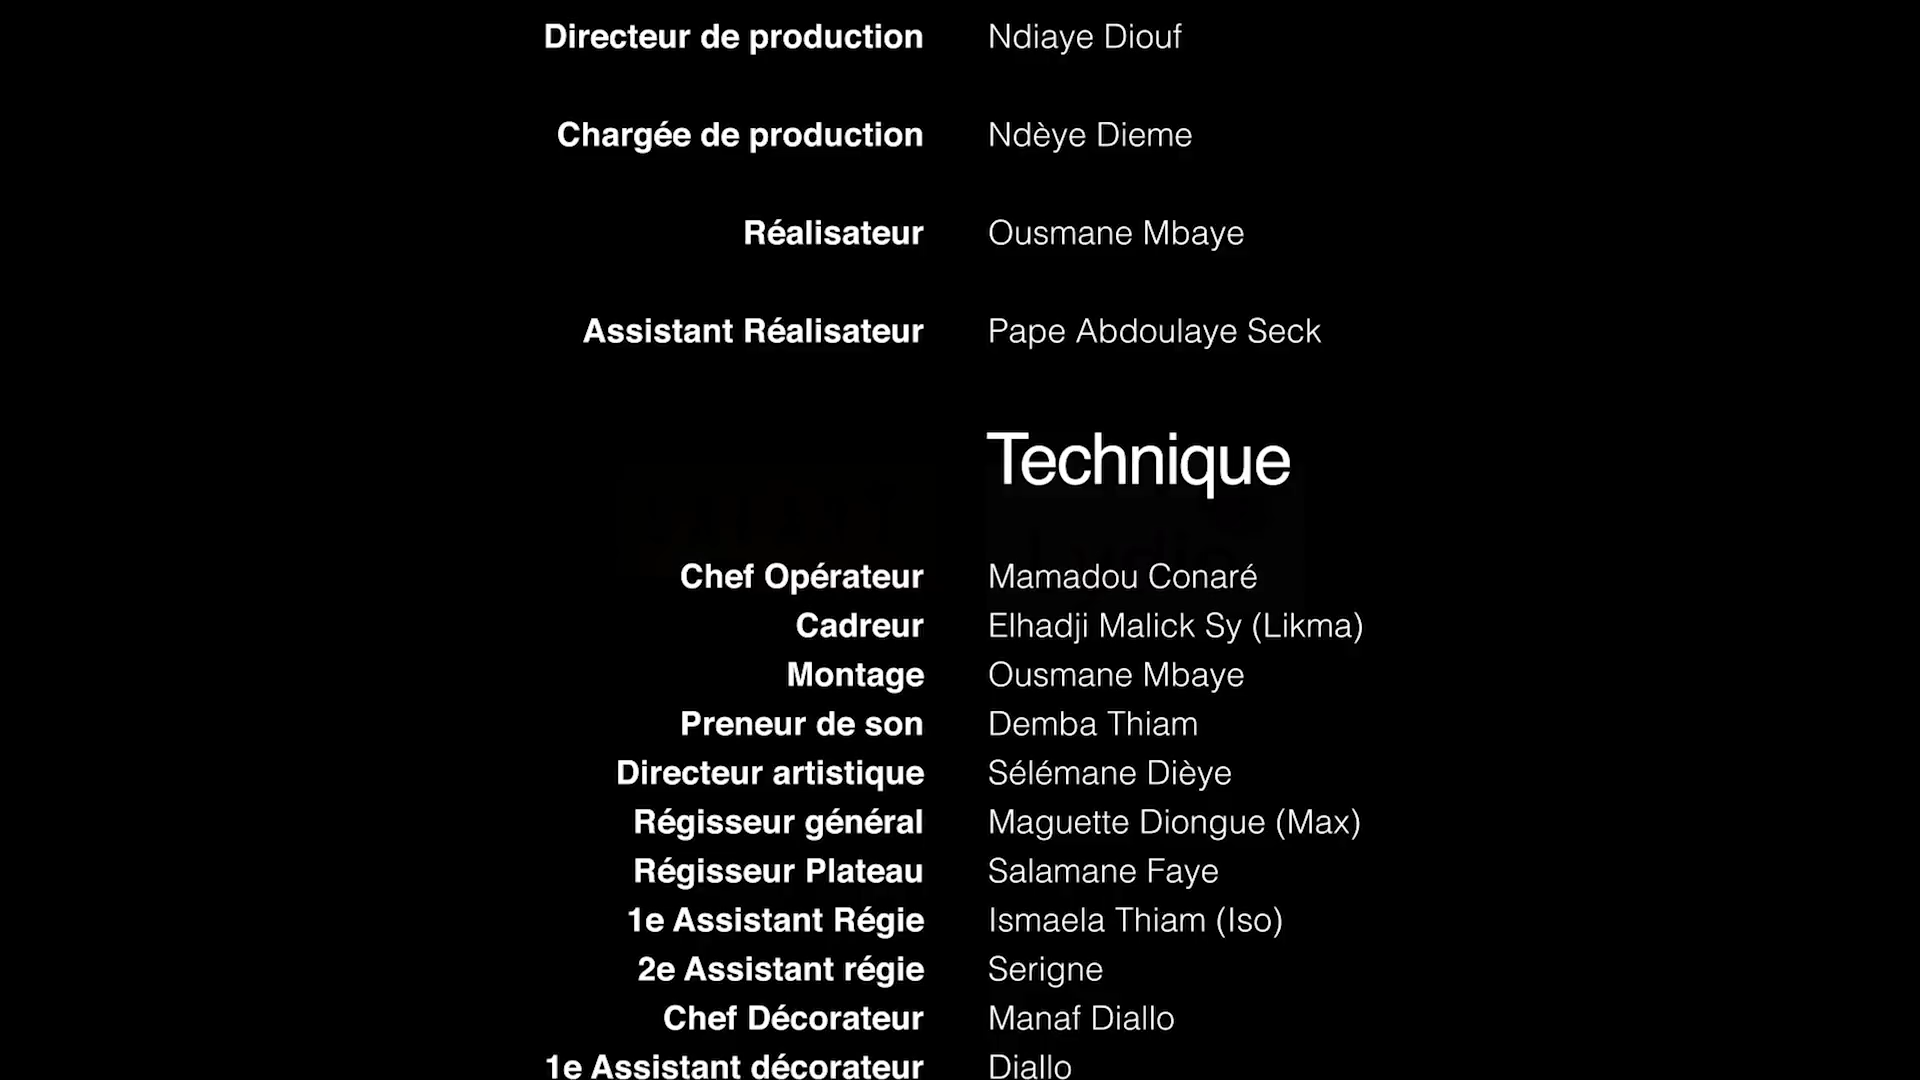 Directeur de production Ndiaye Diouf
Chargée de production Ndèye Dieme
Réalisateur Ousmane Mbaye
Assistant Réalisateur Pape Abdoulaye Seck
Technique
Chef Opérateur Mamadou Conaré
Cadreur Elhadji Malick Sy (Likma)
Montage Ousmane Mbaye
Preneur de son Demba Thiam
Directeur artistique Sélémane Dièye
Régisseur général Maguette Diongue (Max)
Régisseur Plateau Salamane Faye
1e Assistant Régie Ismaela Thiam (Iso)
2e Assistant régie Serigne
Chef Décorateur Manaf Diallo
1e Assistant décorateur Diallo